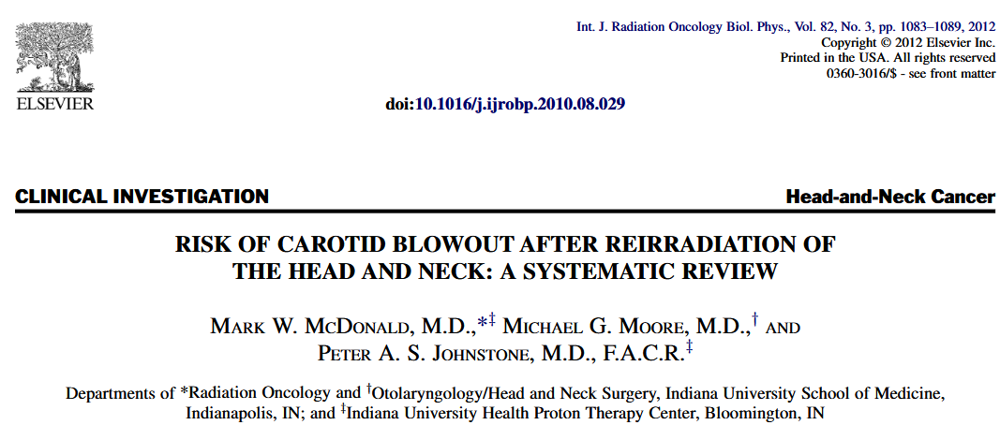 ELSEVIER
Int. J. Radiation Oncology Biol. Phys., Vol. 82, No. 3, pp. 1083–1089, 2012
Copyright © 2012 Elsevier Inc.
Printed in the USA. All rights reserved
0360-3016/$ - see front matter
doi:10.1016/j.ijrobp.2010.08.029
CLINICAL INVESTIGATION
Head-and-Neck Cancer
RISK OF CAROTID BLOWOUT AFTER REIRRADIATION OF
THE HEAD AND NECK: A SYSTEMATIC REVIEW
MARK W. MCDONALD, M.D.,*‡ MICHAEL G. MOORE, M.D.,† AND
PETER A. S. JOHNSTONE, M.D., F.A.C.R.‡
Departments of *Radiation Oncology and †Otolaryngology/Head and Neck Surgery, Indiana University School of Medicine,
Indianapolis, IN; and ‡Indiana University Health Proton Therapy Center, Bloomington, IN